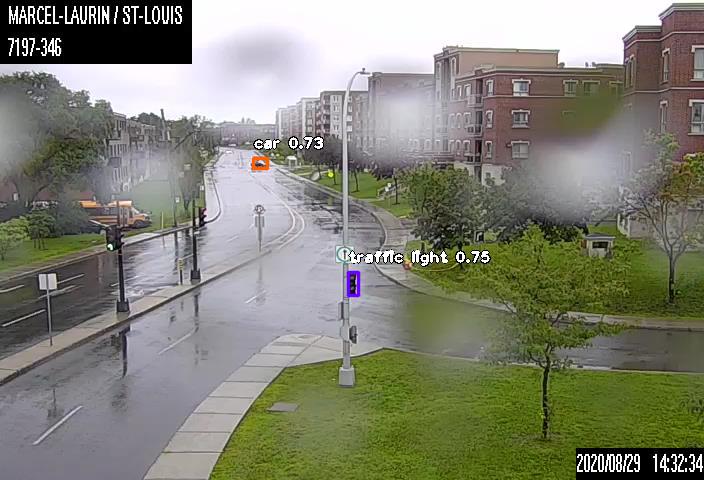 MARCEL-LAURIN / ST-LOUIS
7197-346
car 0.73
traffic light 0.75
2020/08/29 14:32:34